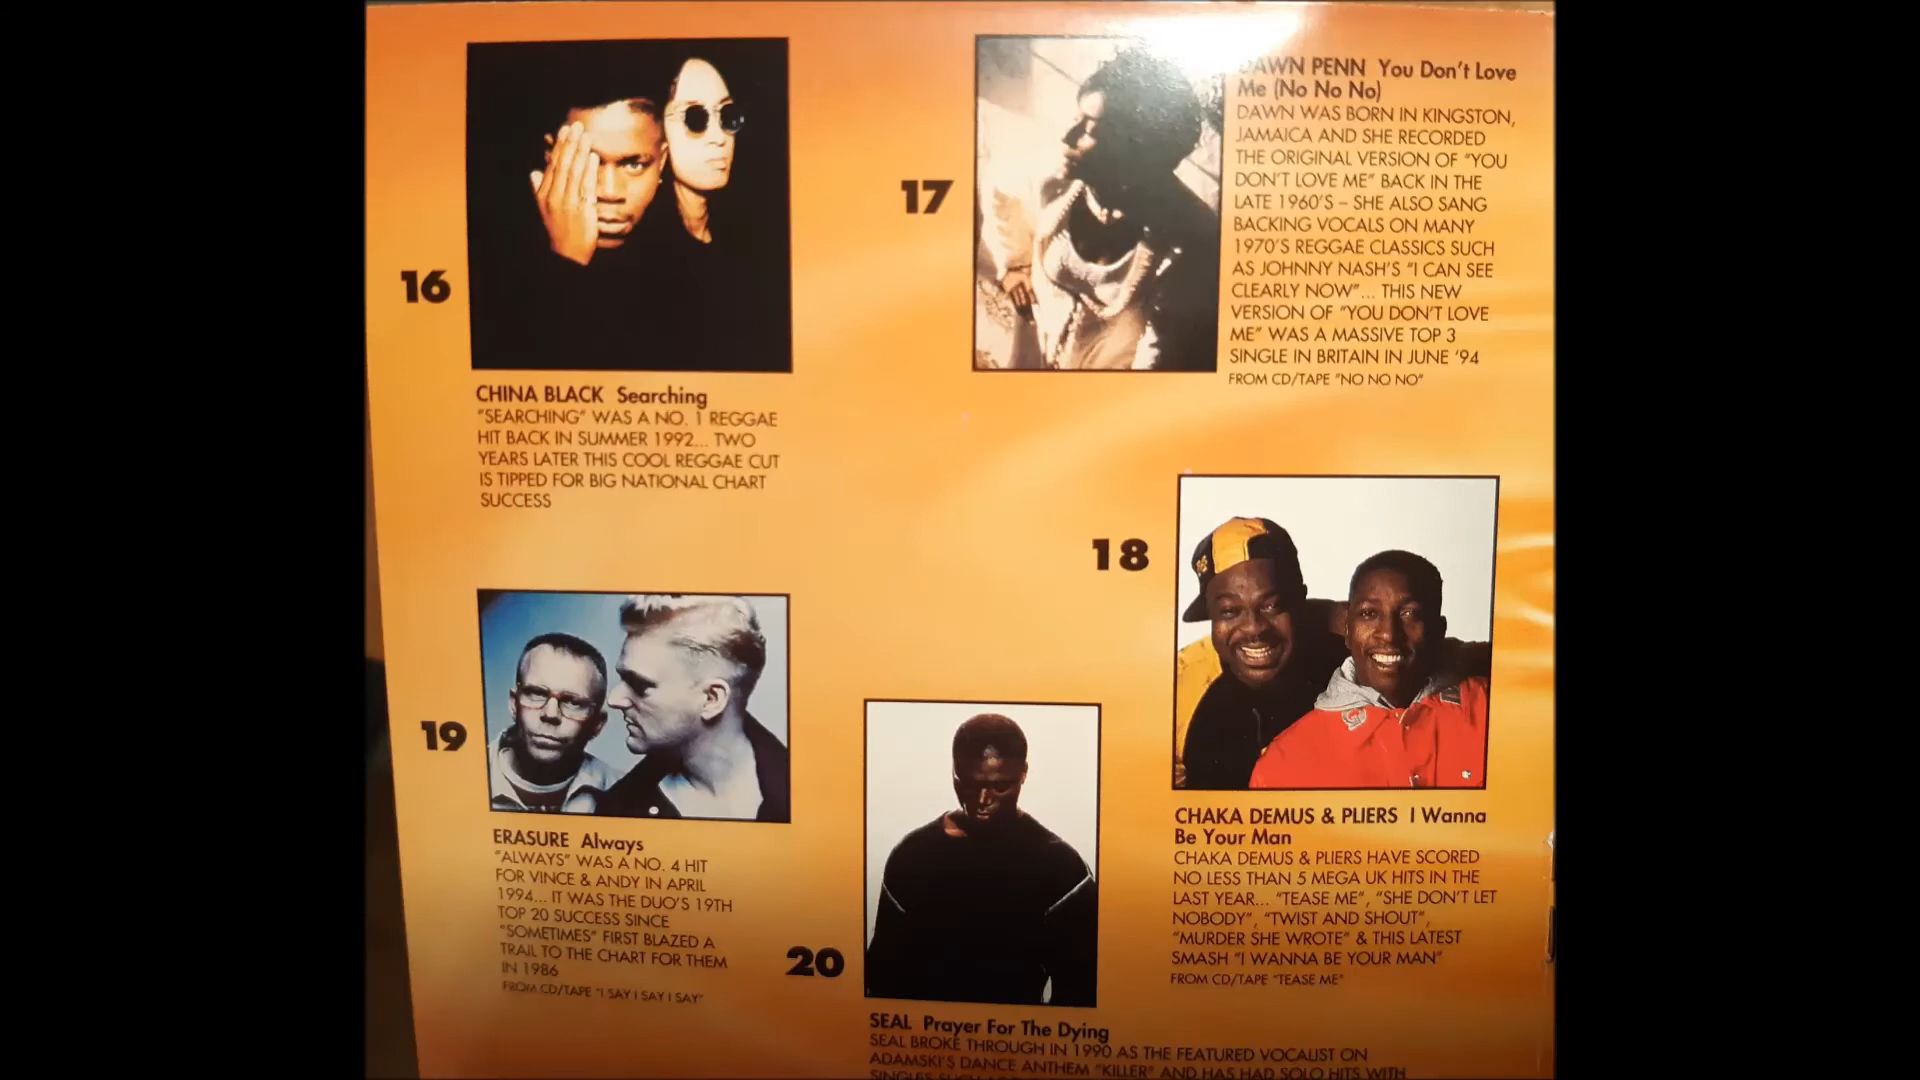 16
CHINA BLACK Searching
"SEARCHING" WAS A NO. 1 REGGAE
HIT BACK IN SUMMER 1992... TWO
YEARS LATER THIS COOL REGGAE CUT
IS TIPPED FOR BIG NATIONAL CHART
SUCCESS
17
DAWN PENN You Don't Love
Me (No No No)
DAWN WAS BORN IN KINGSTON,
JAMAICA AND SHE RECORDED
THE ORIGINAL VERSION OF "YOU
DON'T LOVE ME" BACK IN THE
LATE 1960'S – SHE ALSO SANG
BACKING VOCALS ON MANY
1970'S REGGAE CLASSICS SUCH
AS JOHNNY NASH'S "I CAN SEE
CLEARLY NOW"... THIS NEW
VERSION OF "YOU DON'T LOVE
ME" WAS A MASSIVE TOP 3
SINGLE IN BRITAIN IN JUNE '94
FROM CD/TAPE "NO NO NO"
18
CHAKA DEMUS & PLIERS I Wanna
Be Your Man
CHAKA DEMUS & PLIERS HAVE SCORED
NO LESS THAN 5 MEGA UK HITS IN THE
LAST YEAR... "TEASE ME", "SHE DON'T LET
NOBODY", "TWIST AND SHOUT",
"MURDER SHE WROTE" & THIS LATEST
SMASH "I WANNA BE YOUR MAN"
FROM CD/TAPE "TEASE ME"
19
ERASURE Always
"ALWAYS" WAS A NO. 4 HIT
FOR VINCE & ANDY IN APRIL
1994... IT WAS THE DUO'S 19TH
TOP 20 SUCCESS SINCE
"SOMETIMES" FIRST BLAZED A
TRAIL TO THE CHART FOR THEM
IN 1986
FROM CD/TAPE "I SAY I SAY I SAY"
20
SEAL Prayer For The Dying
SEAL BROKE THROUGH IN 1990 AS THE FEATURED VOCALIST ON
ADAMSKI'S DANCE ANTHEM "KILLER" AND HAS HAD SOLO HITS WITH
SINGLES SUCH